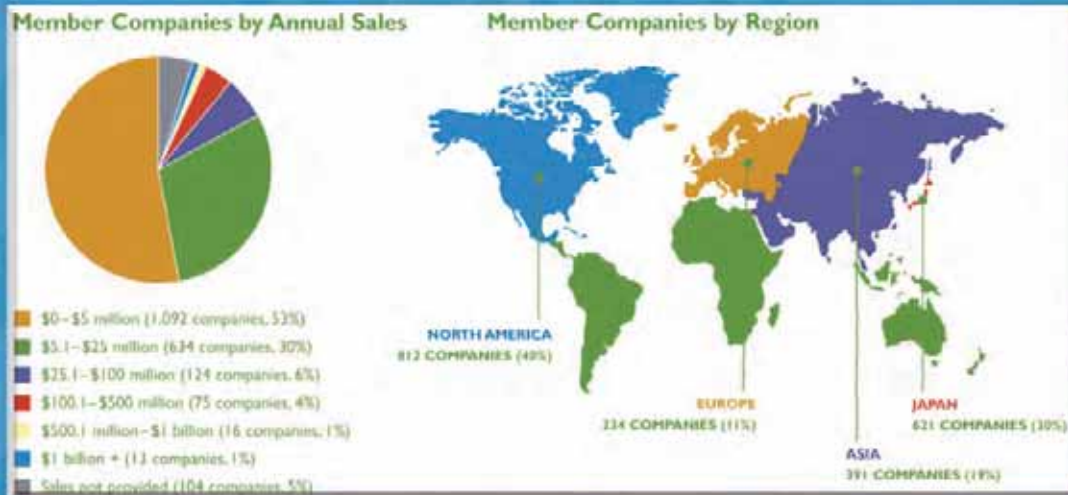 Member Companies by Annual Sales
$0–$5 million (1,092 companies, 53%)
$5.1–$25 million (634 companies, 30%)
$25.1–$100 million (124 companies, 6%)
$100.1–$500 million (75 companies, 4%)
$500.1 million–$1 billion (16 companies, 1%)
$1 billion + (13 companies, 1%)
Sales not provided (104 companies, 5%)
Member Companies by Region
NORTH AMERICA
812 COMPANIES (40%)
EUROPE
234 COMPANIES (11%)
JAPAN
621 COMPANIES (30%)
ASIA
391 COMPANIES (19%)